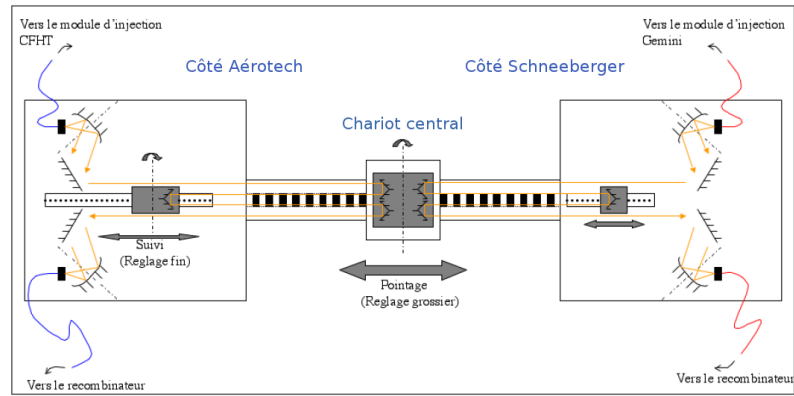 Vers le module d'injection
CFHT
Vers le module d'injection
Gemini
Côté Aérotech
Côté Schneeberger
Chariot central
Suivi
(Reglage fin)
Pointage
(Reglage grossier)
Vers le recombinateur
Vers le recombinateur